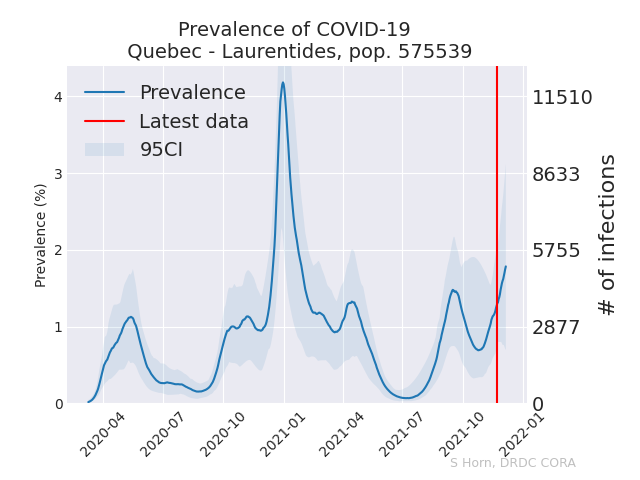 Prevalence of COVID-19
Quebec - Laurentides, pop. 575539
Prevalence
Latest data
95CI
Prevalence (%)
4
3
2
1
0
11510
8633
5755
2877
0
# of infections
2020-04
2020-07
2020-10
2021-01
2021-04
2021-07
2021-10
2022-01
S Horn, DRDC CORA